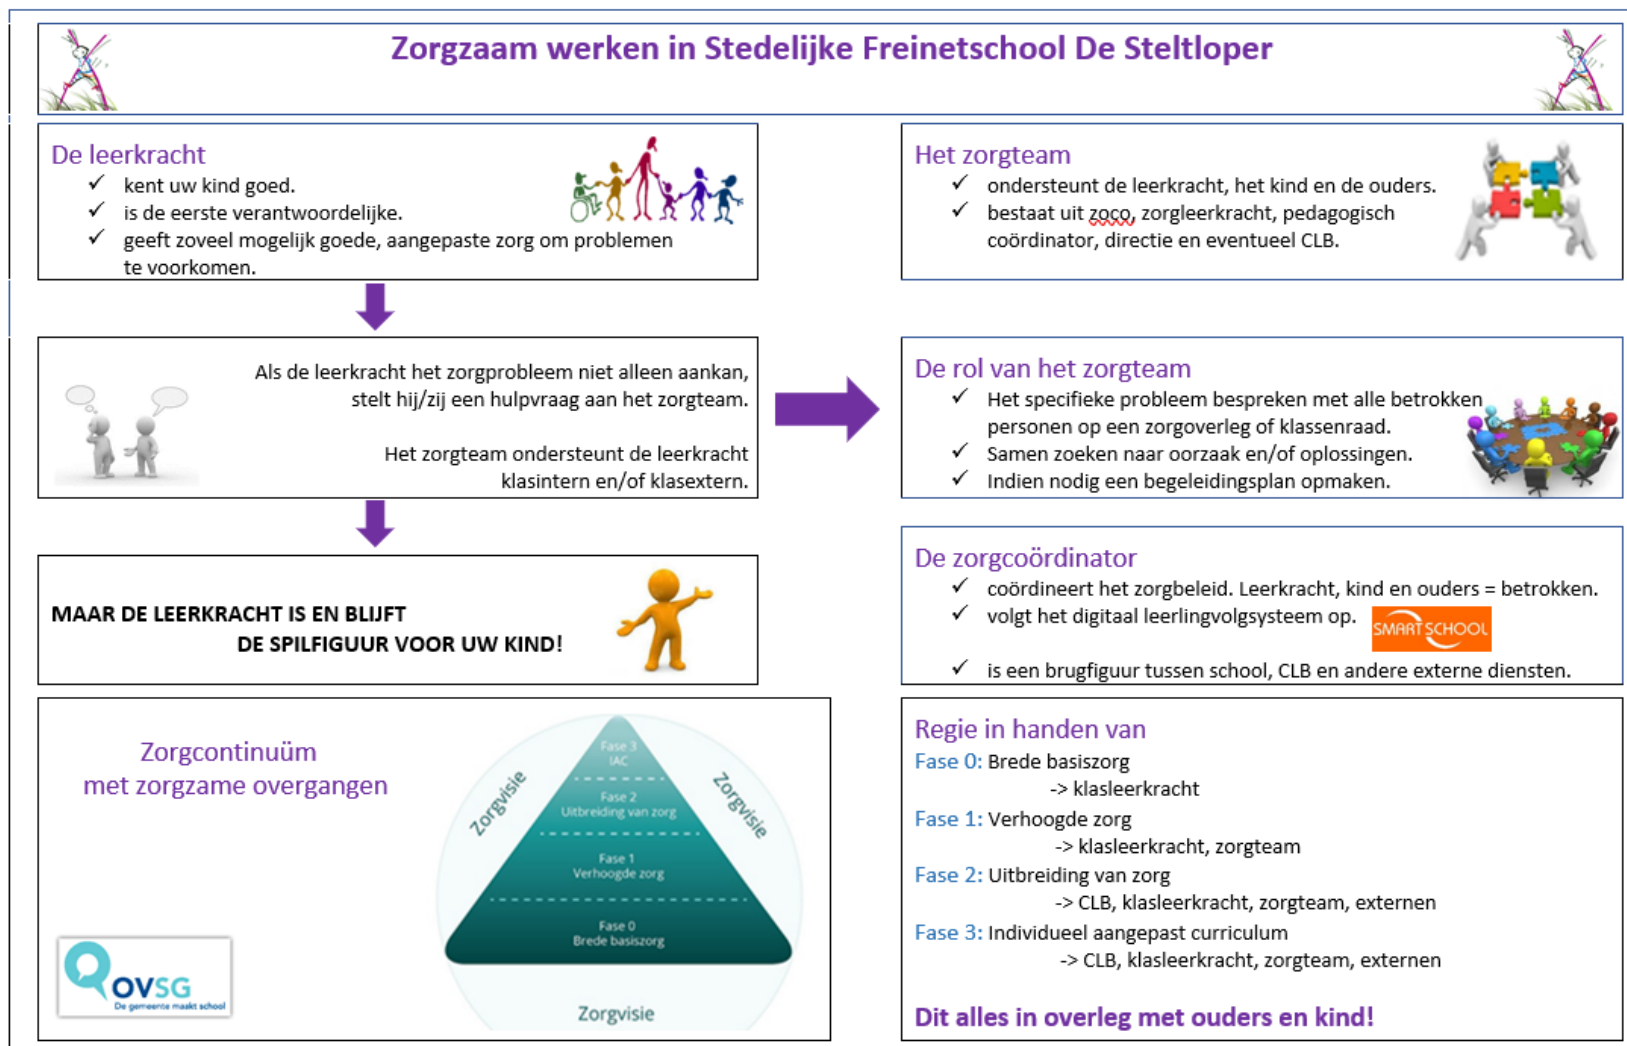 Zorgzaam werken in Stedelijke Freinetschool De Steltloper
De leerkracht
✓ kent uw kind goed.
✓ is de eerste verantwoordelijke.
✓ geeft zoveel mogelijk goede, aangepaste zorg om problemen
te voorkomen.
Het zorgteam
✓ ondersteunt de leerkracht, het kind en de ouders.
✓ bestaat uit zoco, zorgleerkracht, pedagogisch
coördinator, directie en eventueel CLB.
Als de leerkracht het zorgprobleem niet alleen aankan,
stelt hij/zij een hulpvraag aan het zorgteam.
Het zorgteam ondersteunt de leerkracht
klasintern en/of klasextern.
De rol van het zorgteam
✓ Het specifieke probleem bespreken met alle betrokken
personen op een zorgoverleg of klassenraad.
✓ Samen zoeken naar oorzaak en/of oplossingen.
✓ Indien nodig een begeleidingsplan opmaken.
MAAR DE LEERKRACHT IS EN BLIJFT
DE SPILFIGUUR VOOR UW KIND!
De zorgcoördinator
✓ coördineert het zorgbeleid. Leerkracht, kind en ouders = betrokken.
✓ volgt het digitaal leerlingvolgsysteem op.
SMARTSCHOOL
✓ is een brugfiguur tussen school, CLB en andere externe diensten.
Zorgcontinuüm
met zorgzame overgangen
Zorgvisie
Zorgvisie
Fase 3
IAC
Fase 2
Uitbreiding van zorg
Fase 1
Verhoogde zorg
Fase 0
Brede basiszorg
Zorgvisie
OVSG
De gemeente maakt school
Regie in handen van
Fase 0: Brede basiszorg
-> klasleerkracht
Fase 1: Verhoogde zorg
-> klasleerkracht, zorgteam
Fase 2: Uitbreiding van zorg
-> CLB, klasleerkracht, zorgteam, externen
Fase 3: Individueel aangepast curriculum
-> CLB, klasleerkracht, zorgteam, externen
Dit alles in overleg met ouders en kind!